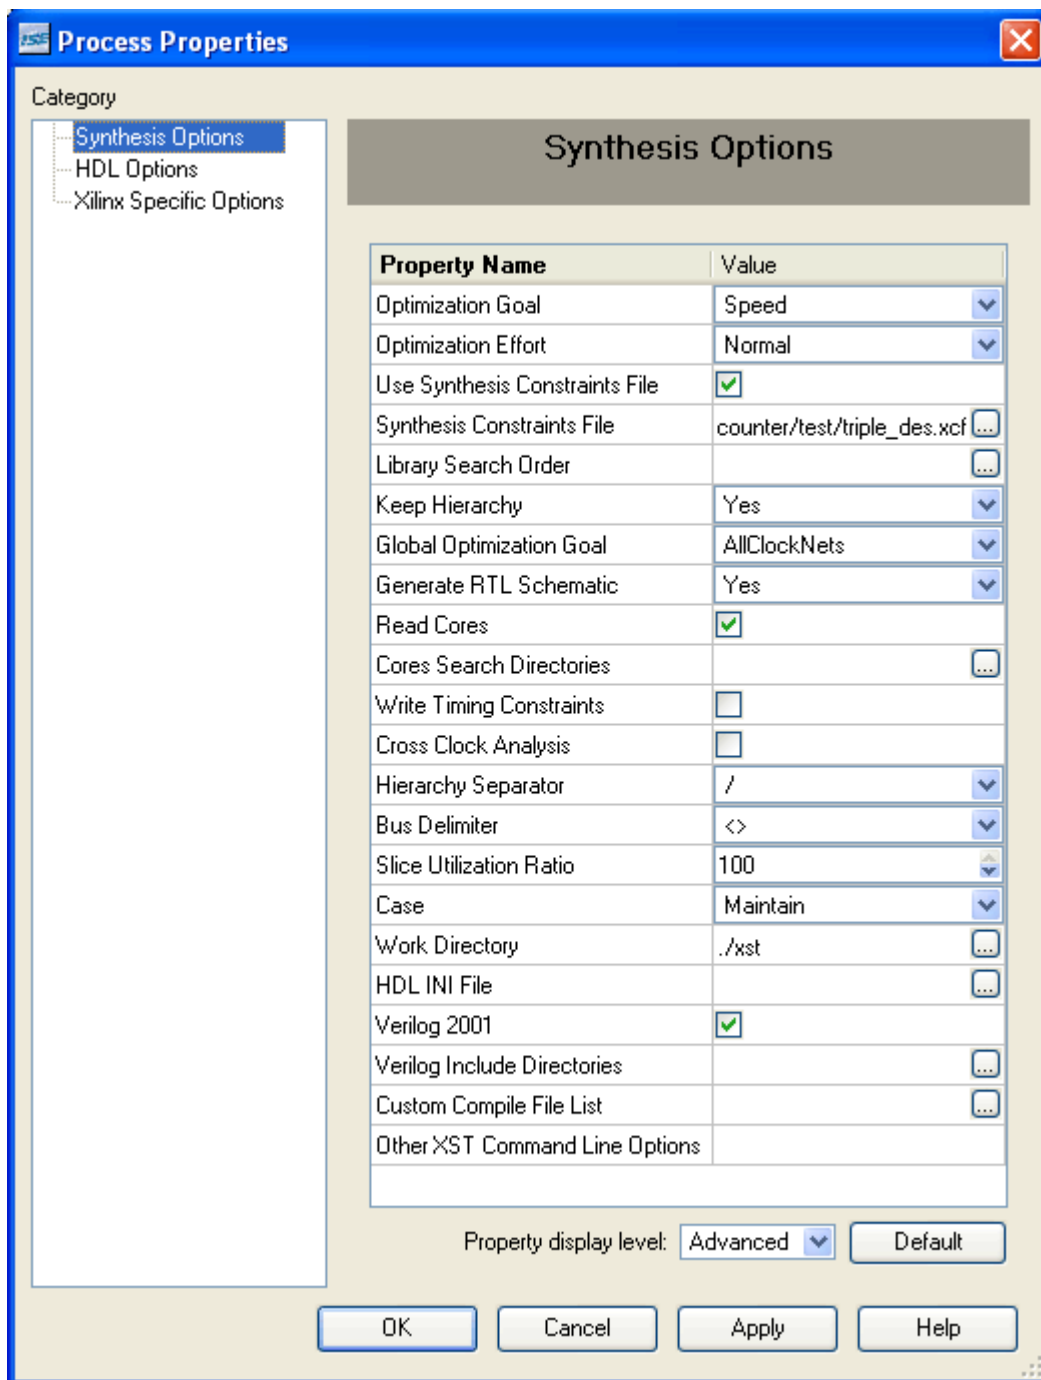 ISE Process Properties
Category
Synthesis Options
HDL Options
Xilinx Specific Options
Synthesis Options
Property Name Value
Optimization Goal Speed
Optimization Effort Normal
Use Synthesis Constraints File
Synthesis Constraints File counter/test/triple_des.xcf ...
Library Search Order ...
Keep Hierarchy Yes
Global Optimization Goal AllClockNets
Generate RTL Schematic Yes
Read Cores
Cores Search Directories ...
Write Timing Constraints
Cross Clock Analysis
Hierarchy Separator /
Bus Delimiter <>
Slice Utilization Ratio 100
Case Maintain
Work Directory ./xst ...
HDL INI File ...
Verilog 2001
Verilog Include Directories ...
Custom Compile File List ...
Other XST Command Line Options
Property display level: Advanced Default
OK Cancel Apply Help